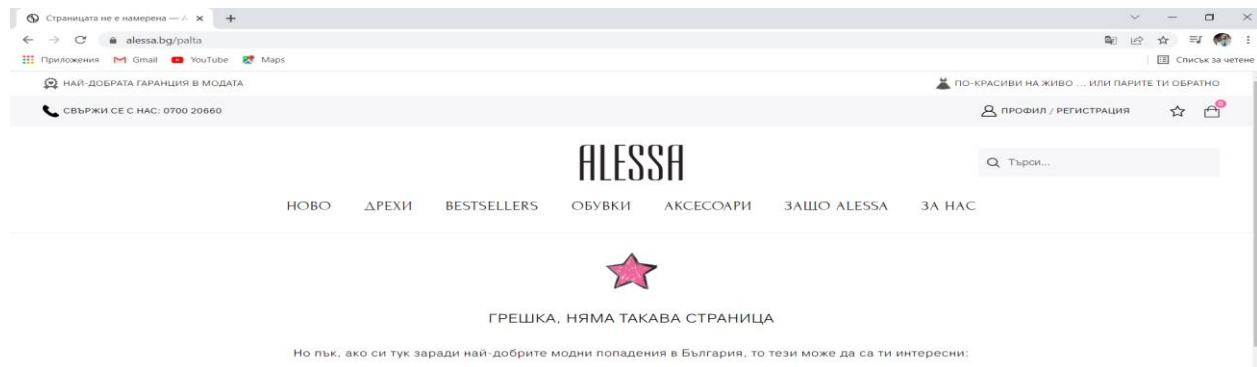 Страницата не е намерена — A
alessa.bg/palta
Приложения Gmail YouTube Maps Списък за четене
НАЙ-ДОБРАТА ГАРАНЦИЯ В МОДАТА ПО-КРАСИВИ НА ЖИВО ... ИЛИ ПАРИТЕ ТИ ОБРАТНО
СВЪРЖИ СЕ С НАС: 0700 20660 ПРОФИЛ / РЕГИСТРАЦИЯ 0
ALESSA
Търси...
НОВО ДРЕХИ BESTSELLERS ОБУВКИ АКСЕСОАРИ ЗАЩО ALESSA ЗА НАС
ГРЕШКА, НЯМА ТАКАВА СТРАНИЦА
Но пък, ако си тук заради най-добрите модни попадения в България, то тези може да са ти интересни: